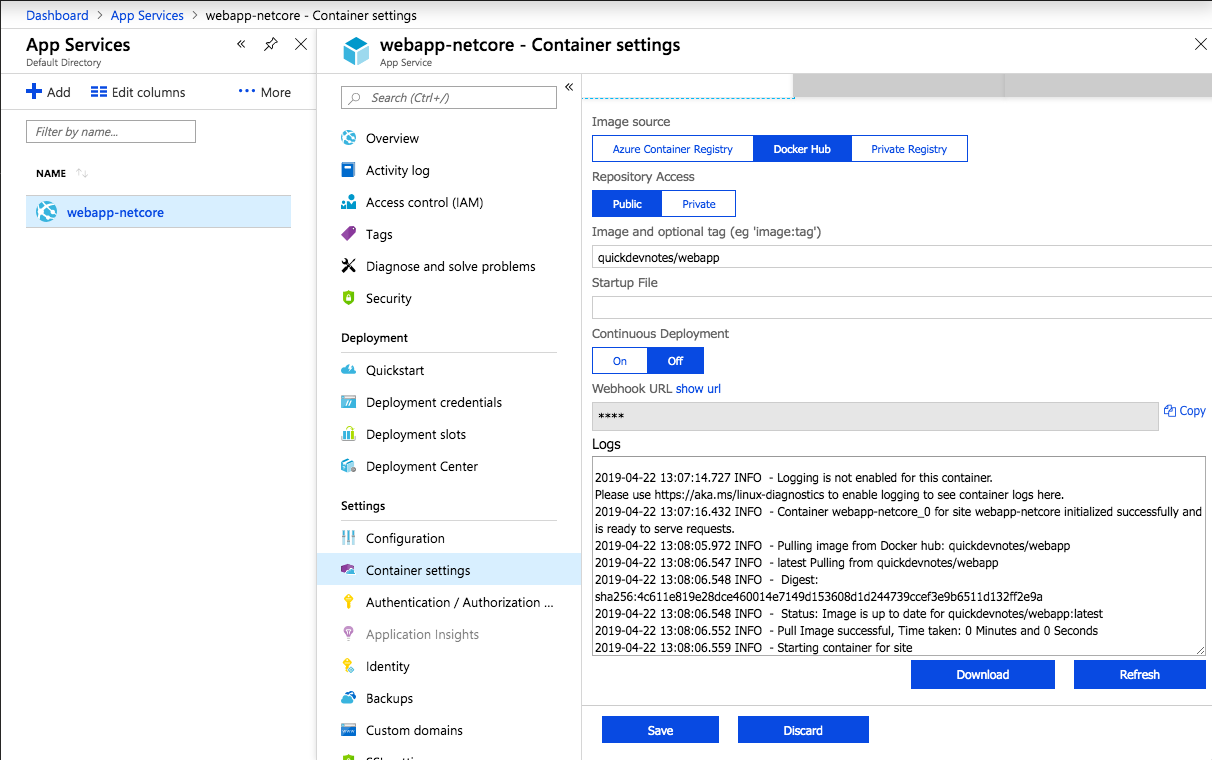 Dashboard > App Services > webapp-netcore - Container settings
App Services
Default Directory
Add Edit columns ••• More
Filter by name...
NAME
webapp-netcore
webapp-netcore - Container settings
App Service
Search (Ctrl+/)
Overview
Activity log
Access control (IAM)
Tags
Diagnose and solve problems
Security
Deployment
Quickstart
Deployment credentials
Deployment slots
Deployment Center
Settings
Configuration
Container settings
Authentication / Authorization ...
Application Insights
Identity
Backups
Custom domains
Image source
Azure Container Registry Docker Hub Private Registry
Repository Access
Public Private
Image and optional tag (eg 'image:tag')
quickdevnotes/webapp
Startup File
Continuous Deployment
On Off
Webhook URL show url
****
Copy
Logs
2019-04-22 13:07:14.727 INFO - Logging is not enabled for this container.
Please use https://aka.ms/linux-diagnostics to enable logging to see container logs here.
2019-04-22 13:07:16.432 INFO - Container webapp-netcore_0 for site webapp-netcore initialized successfully and
is ready to serve requests.
2019-04-22 13:08:05.972 INFO - Pulling image from Docker hub: quickdevnotes/webapp
2019-04-22 13:08:06.547 INFO - latest Pulling from quickdevnotes/webapp
2019-04-22 13:08:06.548 INFO - Digest:
sha256:4c611e819e28dce460014e7149d153608d1d244739ccef3e9b6511d132ff2e9a
2019-04-22 13:08:06.548 INFO - Status: Image is up to date for quickdevnotes/webapp:latest
2019-04-22 13:08:06.552 INFO - Pull Image successful, Time taken: 0 Minutes and 0 Seconds
2019-04-22 13:08:06.559 INFO - Starting container for site
Download Refresh
Save Discard